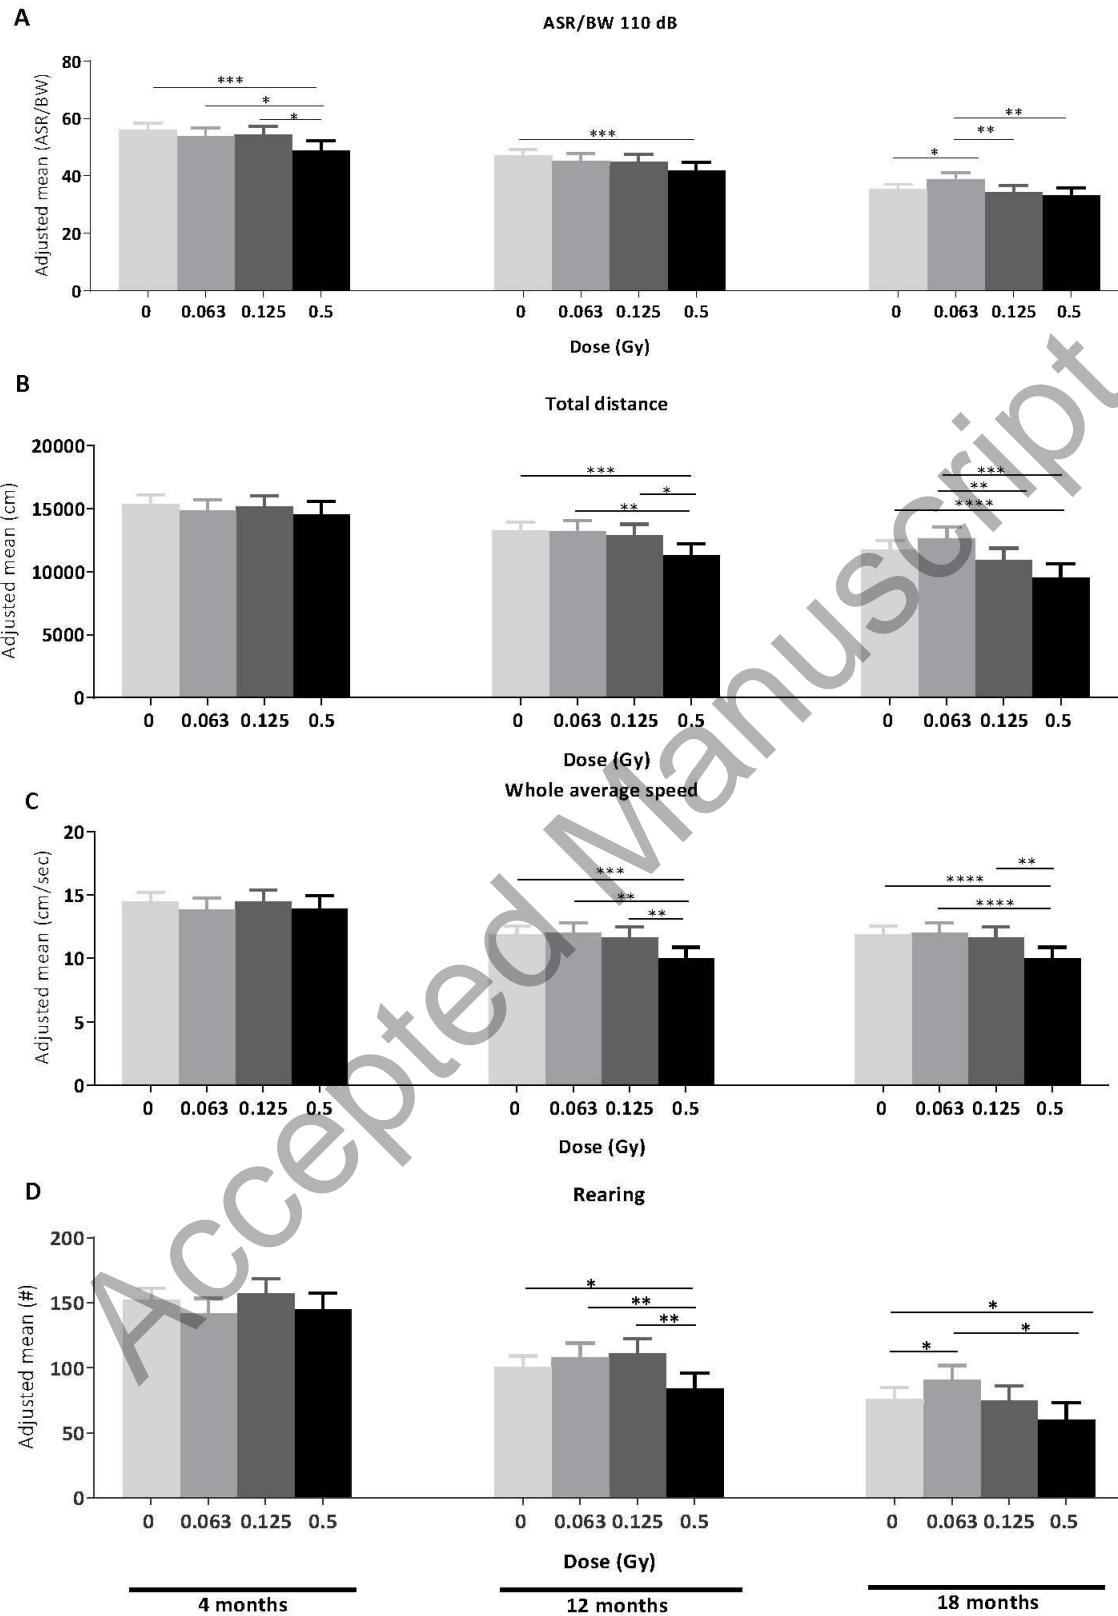 A
ASR/BW 110 dB
Adjusted mean (ASR/BW)
80
60
40
20
0
***
*
*
***
**
**
*
0 0.063 0.125 0.5
0 0.063 0.125 0.5
0 0.063 0.125 0.5
Dose (Gy)
B
Total distance
Adjusted mean (cm)
20000
15000
10000
5000
0
***
*
**
***
**
****
0 0.063 0.125 0.5
0 0.063 0.125 0.5
0 0.063 0.125 0.5
Dose (Gy)
C
Whole average speed
Adjusted mean (cm/sec)
20
15
10
5
0
***
**
**
**
****
****
0 0.063 0.125 0.5
0 0.063 0.125 0.5
0 0.063 0.125 0.5
Dose (Gy)
D
Rearing
Adjusted mean (#)
200
150
100
50
0
*
**
**
*
*
*
0 0.063 0.125 0.5
0 0.063 0.125 0.5
0 0.063 0.125 0.5
Dose (Gy)
4 months
12 months
18 months
Accepted Manuscript